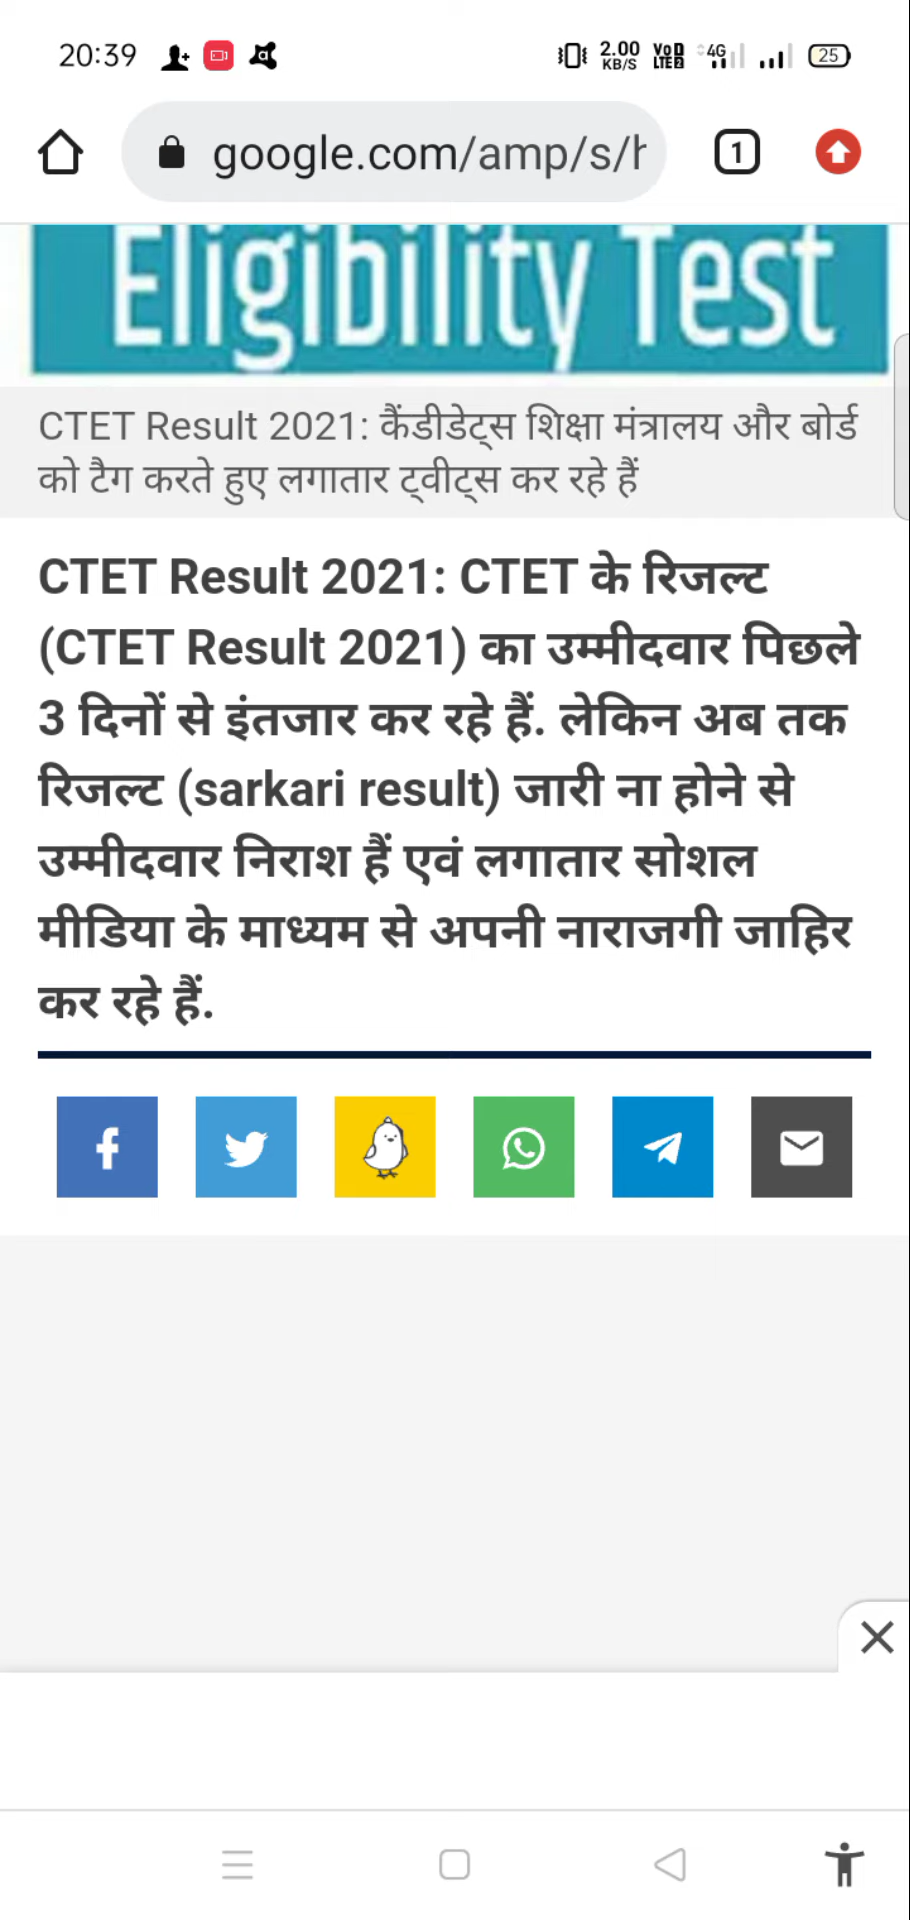 20:39
2.00
KB/S
VoD
LTE2
4G
25
google.com/amp/s/h
1
Eligibility Test
CTET Result 2021: कैंडीडेट्स शिक्षा मंत्रालय और बोर्ड
को टैग करते हुए लगातार ट्वीट्स कर रहे हैं
CTET Result 2021: CTET के रिजल्ट
(CTET Result 2021) का उम्मीदवार पिछले
3 दिनों से इंतजार कर रहे हैं. लेकिन अब तक
रिजल्ट (sarkari result) जारी ना होने से
उम्मीदवार निराश हैं एवं लगातार सोशल
मीडिया के माध्यम से अपनी नाराजगी जाहिर
कर रहे हैं.